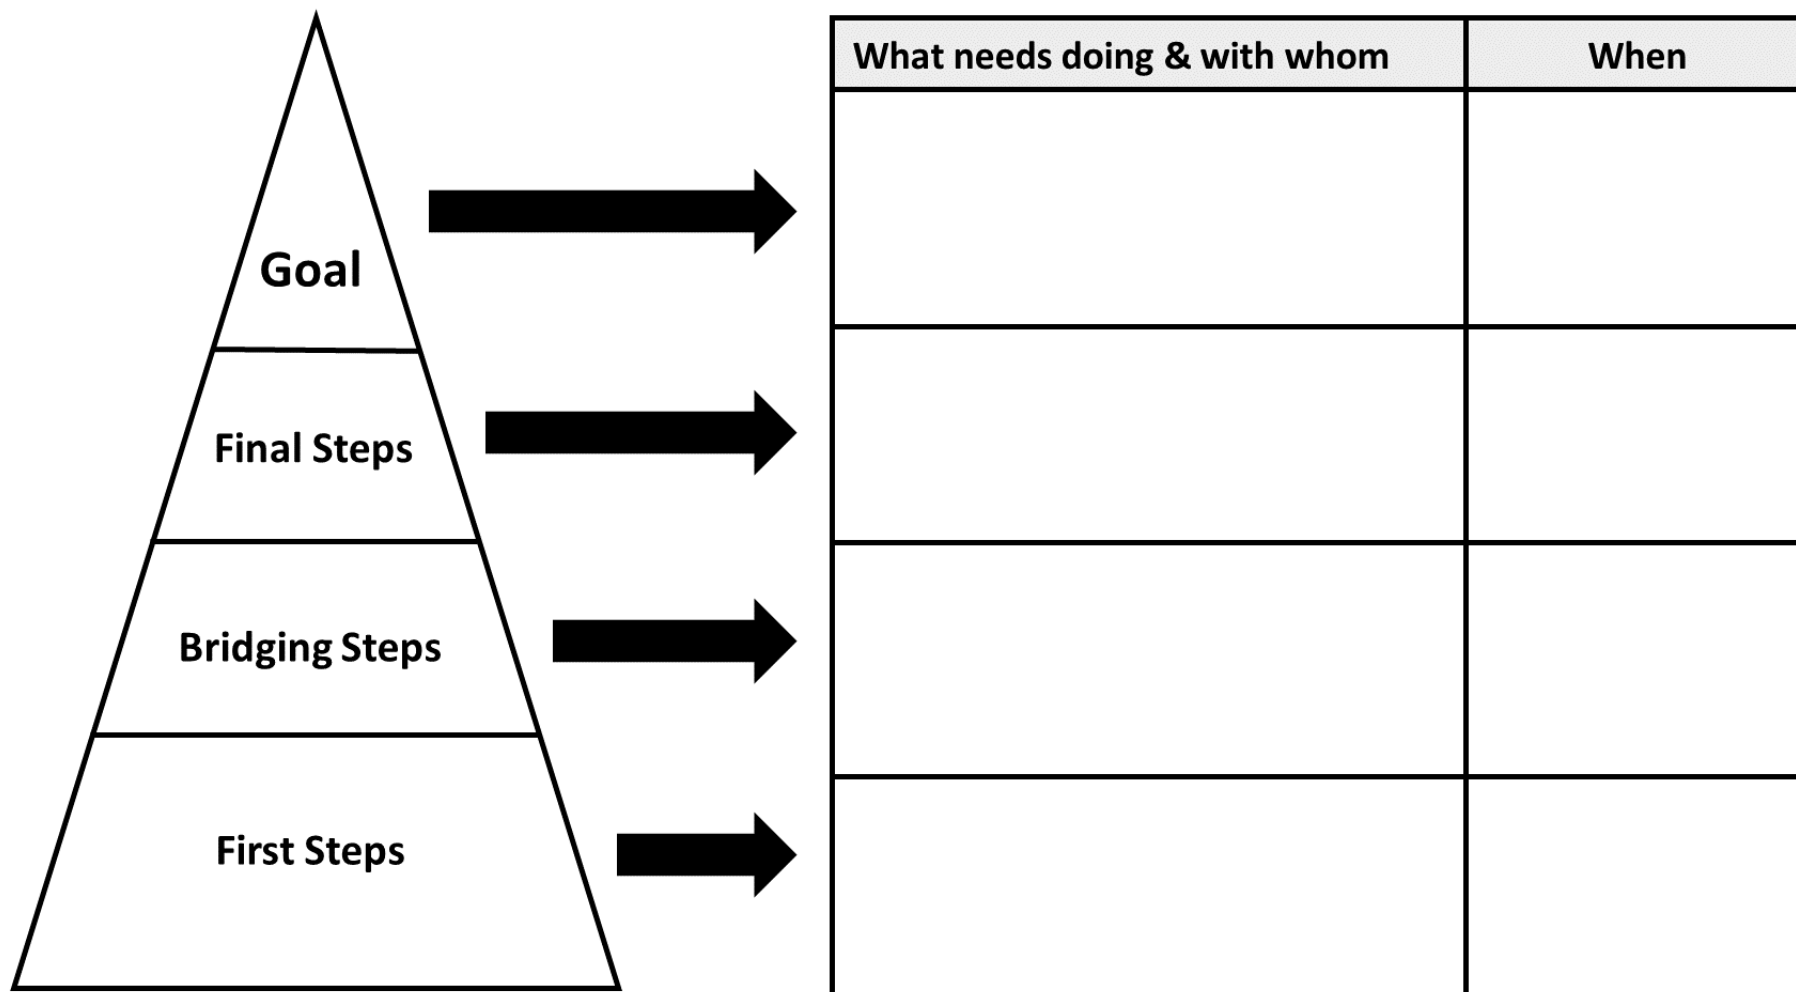 What needs doing & with whom
When
Goal
Final Steps
Bridging Steps
First Steps